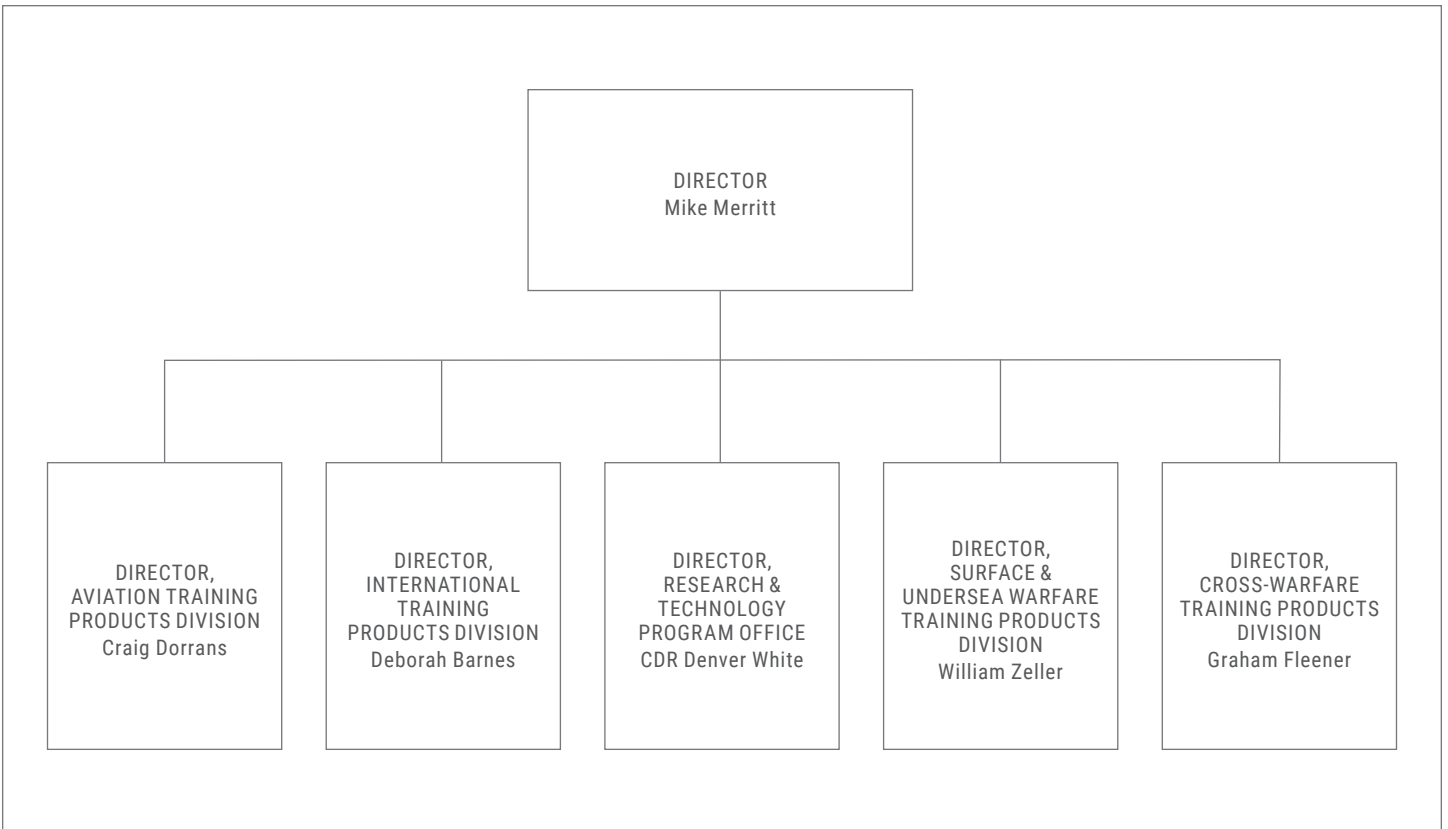 DIRECTOR
Mike Merritt
DIRECTOR,
AVIATION TRAINING
PRODUCTS DIVISION
Craig Dorrans
DIRECTOR,
INTERNATIONAL
TRAINING
PRODUCTS DIVISION
Deborah Barnes
DIRECTOR,
RESEARCH &
TECHNOLOGY
PROGRAM OFFICE
CDR Denver White
DIRECTOR,
SURFACE &
UNDERSEA WARFARE
TRAINING PRODUCTS
DIVISION
William Zeller
DIRECTOR,
CROSS-WARFARE
TRAINING PRODUCTS
DIVISION
Graham Fleener